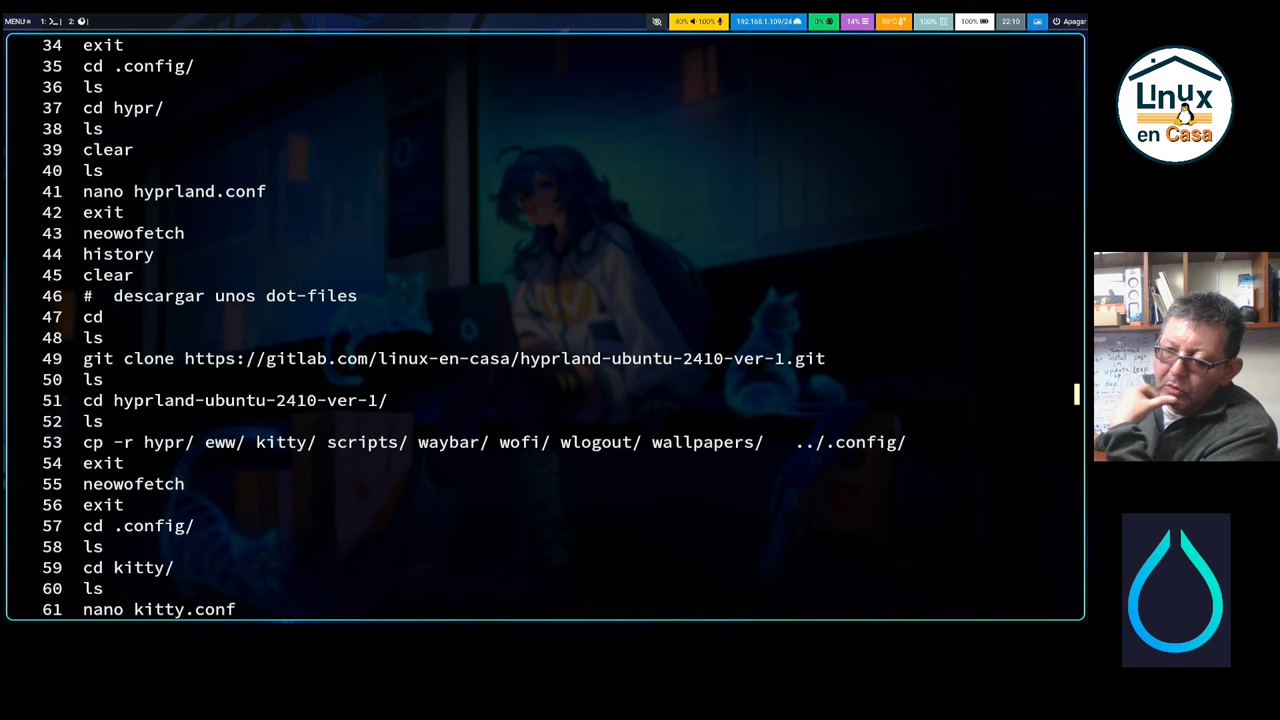 MENU
1:
2:
40%
100%
192.168.1.109/24
0%
14%
59°C
100%
100%
22:10
Apagar
34 exit
35 cd .config/
36 ls
37 cd hypr/
38 ls
39 clear
40 ls
41 nano hyprland.conf
42 exit
43 neowofetch
44 history
45 clear
46 # descargar unos dot-files
47 cd
48 ls
49 git clone https://gitlab.com/linux-en-casa/hyprland-ubuntu-2410-ver-1.git
50 ls
51 cd hyprland-ubuntu-2410-ver-1/
52 ls
53 cp -r hypr/ eww/ kitty/ scripts/ waybar/ wofi/ wlogout/ wallpapers/ ../.config/
54 exit
55 neowofetch
56 exit
57 cd .config/
58 ls
59 cd kitty/
60 ls
61 nano kitty.conf
Linux
en Casa